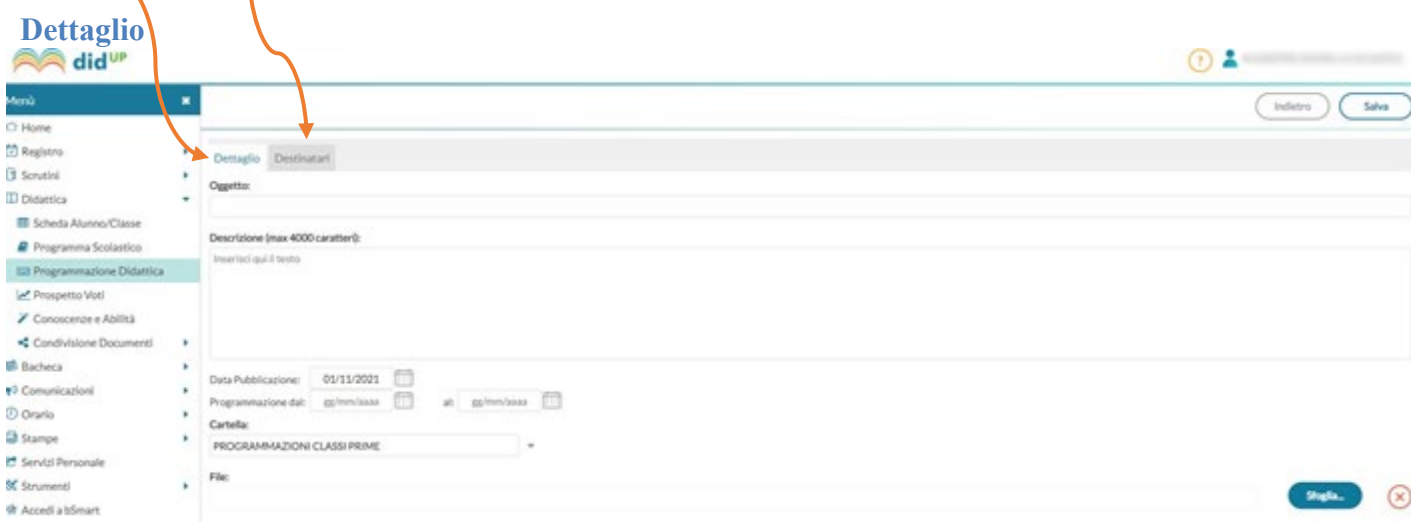 Dettaglio
didUP
?
Menù
Indietro
Salva
Home
Registro
Scrutini
Didattica
Scheda Alunno/Classe
Programma Scolastico
Programmazione Didattica
Prospetto Voti
Conoscenze e Abilità
Condivisione Documenti
Bacheca
Comunicazioni
Orario
Stampe
Servizi Personale
Strumenti
Accedi a bSmart
Dettaglio Destinatari
Oggetto:
Descrizione (max 4000 caratteri):
Inserisci qui il testo
Data Pubblicazione: 01/11/2021
Programmazione dal: gg/mm/aaaa al: gg/mm/aaaa
Cartella:
PROGRAMMAZIONI CLASSI PRIME
File:
Sfoglia...